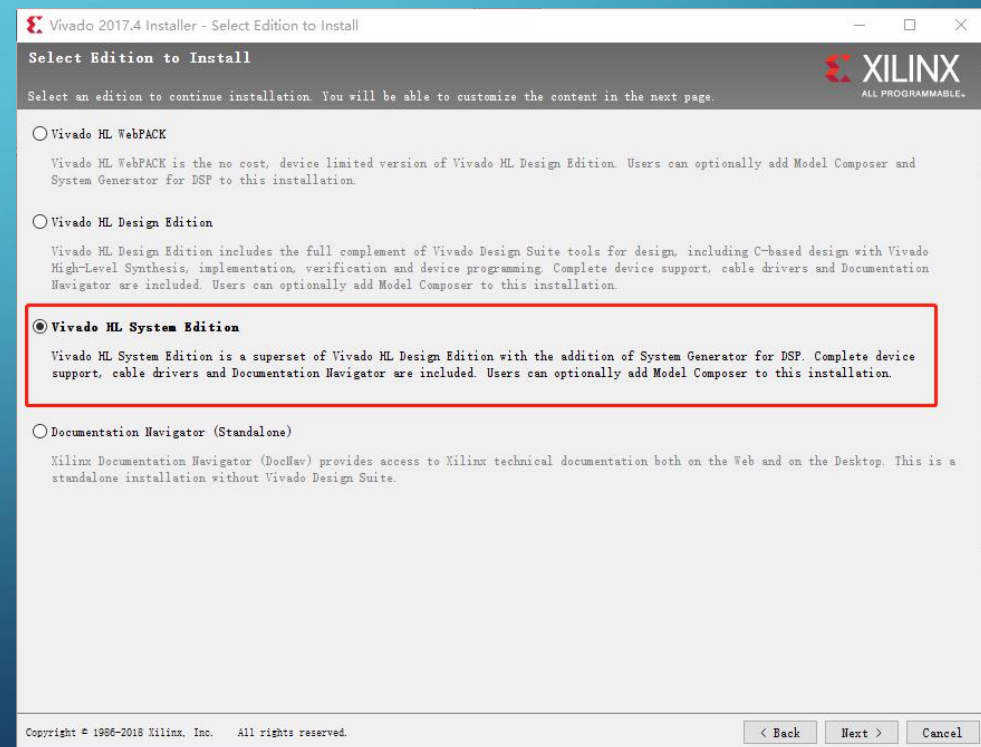 Vivado 2017.4 Installer - Select Edition to Install
Select Edition to Install
XILINX
ALL PROGRAMMABLE.
Select an edition to continue installation. You will be able to customize the content in the next page.
Vivado HL WebPACK
Vivado HL WebPACK is the no cost, device limited version of Vivado HL Design Edition. Users can optionally add Model Composer and
System Generator for DSP to this installation.
Vivado HL Design Edition
Vivado HL Design Edition includes the full complement of Vivado Design Suite tools for design, including C-based design with Vivado
High-Level Synthesis, implementation, verification and device programming. Complete device support, cable drivers and Documentation
Navigator are included. Users can optionally add Model Composer to this installation.
Vivado HL System Edition
Vivado HL System Edition is a superset of Vivado HL Design Edition with the addition of System Generator for DSP. Complete device
support, cable drivers and Documentation Navigator are included. Users can optionally add Model Composer to this installation.
Documentation Navigator (Standalone)
Xilinx Documentation Navigator (DocNav) provides access to Xilinx technical documentation both on the Web and on the Desktop. This is a
standalone installation without Vivado Design Suite.
Copyright © 1986-2018 Xilinx, Inc. All rights reserved.
< Back Next > Cancel